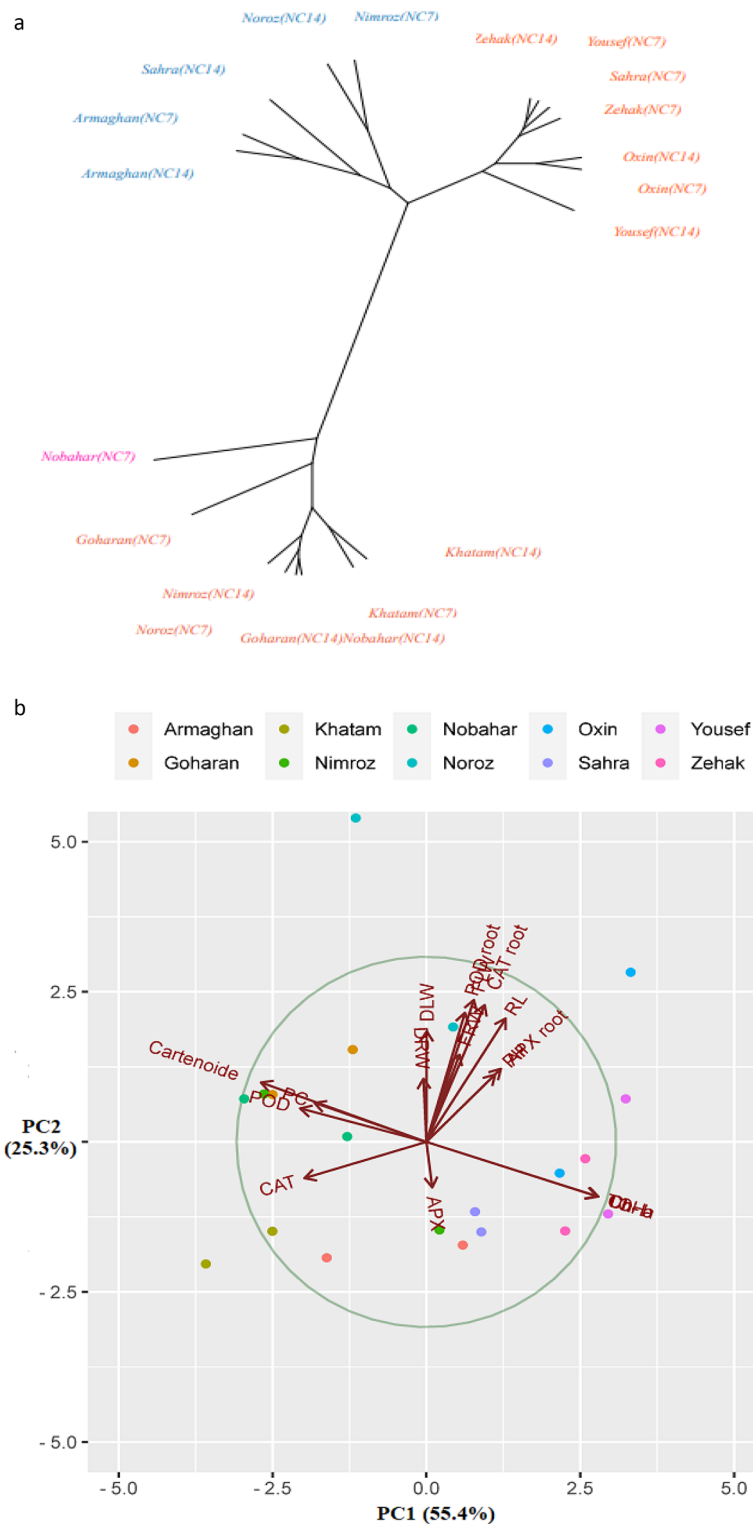 a
Noroz(NC14) Nimroz(NC7)
Zehak(NC14) Yousef(NC7)
Sahra(NC14) Sahra(NC7)
Armaghan(NC7) Zehak(NC7)
Armaghan(NC14) Oxin(NC14)
Oxin(NC7)
Yousef(NC14)
Nobahar(NC7)
Goharan(NC7)
Khatam(NC14)
Nimroz(NC14)
Khatam(NC7)
Noroz(NC7)
Goharan(NC14)Nobahar(NC14)
b
Armaghan Khatam Nobahar Oxin Yousef
Goharan Nimroz Noroz Sahra Zehak
5.0
2.5
0.0
- 2.5
- 5.0
PC2
(25.3%)
POD root
CAT root
RL
APX root
DLW
DRW
FRW
Cartenoide
PC
POD
CAT
APX
- 5.0 - 2.5 0.0 2.5 5.0
PC1 (55.4%)